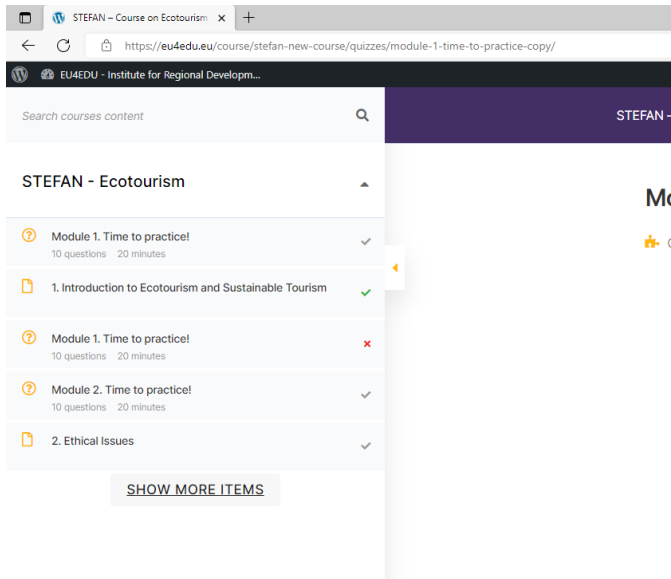 STEFAN – Course on Ecotourism
https://eu4edu.eu/course/stefan-new-course/quizzes/module-1-time-to-practice-copy/
EU4EDU - Institute for Regional Developm...
Search courses content
STEFAN -
STEFAN - Ecotourism
Module 1. Time to practice!
10 questions 20 minutes
1. Introduction to Ecotourism and Sustainable Tourism
Module 1. Time to practice!
10 questions 20 minutes
Module 2. Time to practice!
10 questions 20 minutes
2. Ethical Issues
SHOW MORE ITEMS